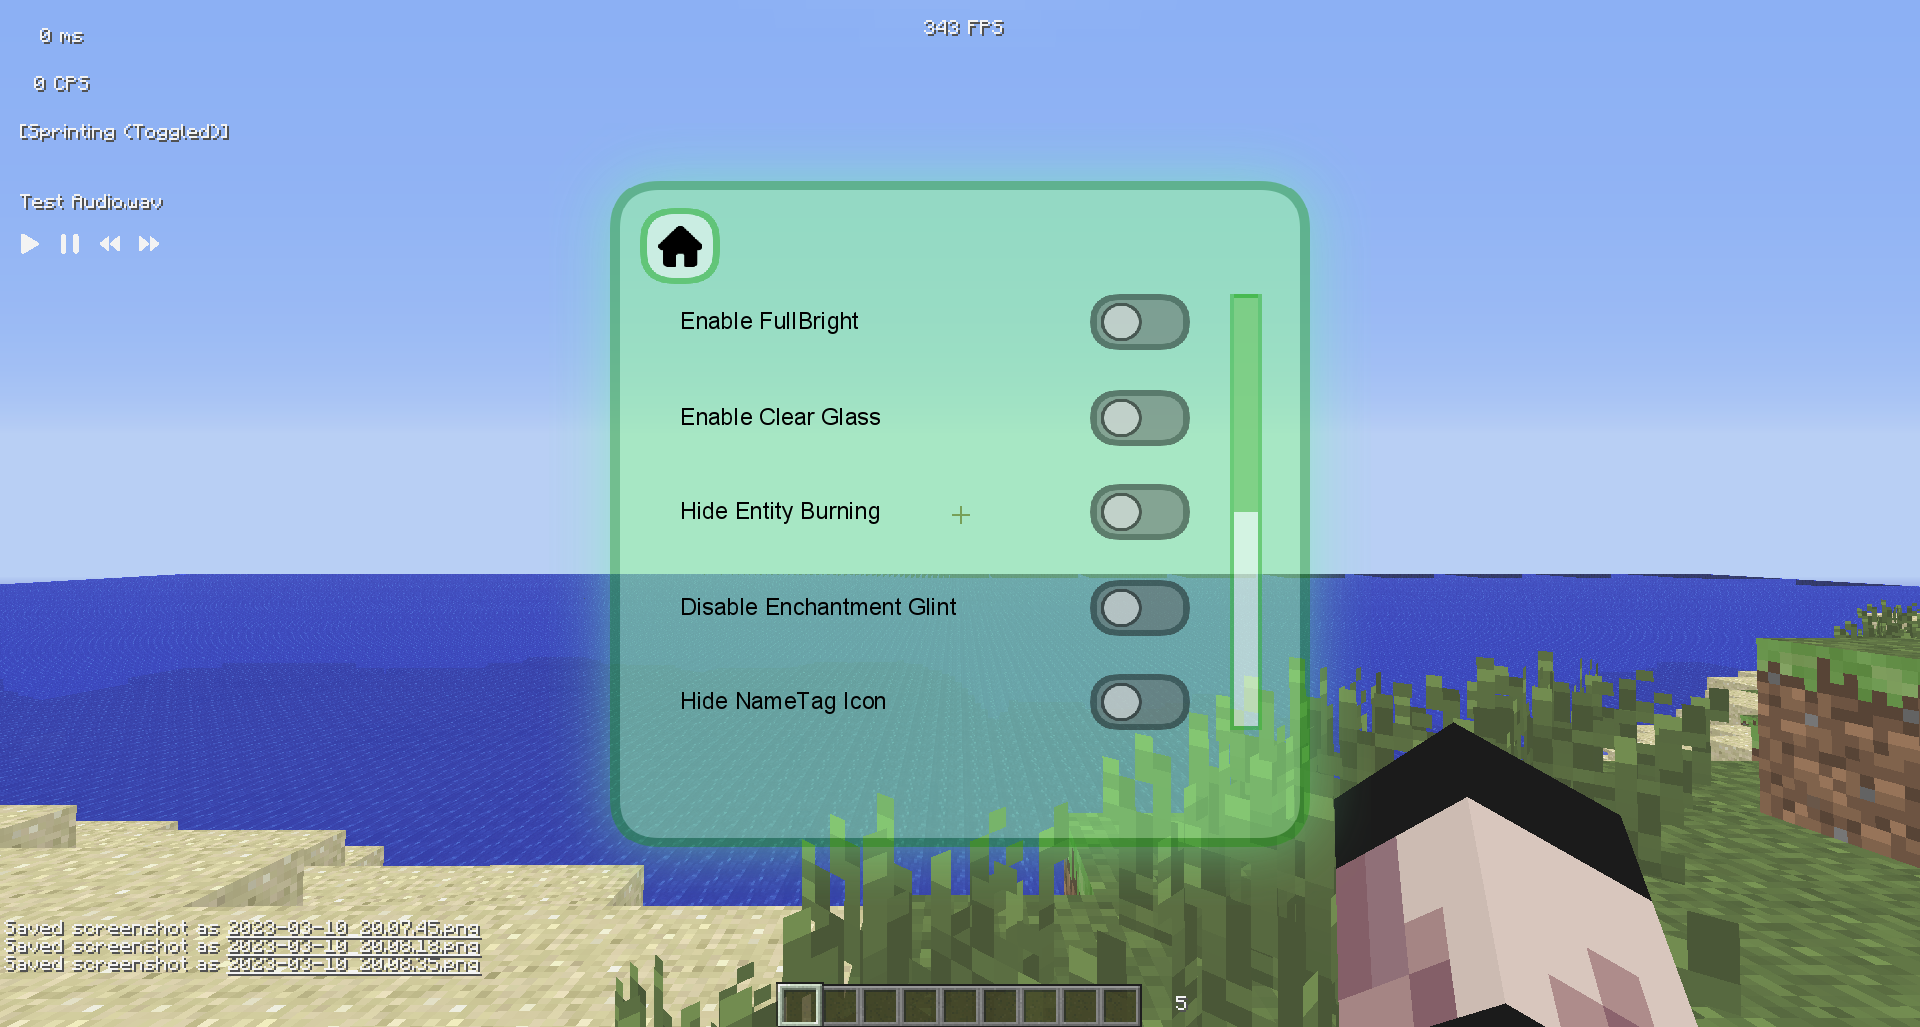 0 ms
343 FPS
0 CPS
[Sprinting (Toggled)]
Test Audio.wav
Enable FullBright
Enable Clear Glass
Hide Entity Burning
Disable Enchantment Glint
Hide NameTag Icon
Saved screenshot as 2023-03-10_20.07.45.png
Saved screenshot as 2023-03-10_20.08.18.png
Saved screenshot as 2023-03-10_20.08.35.png
5